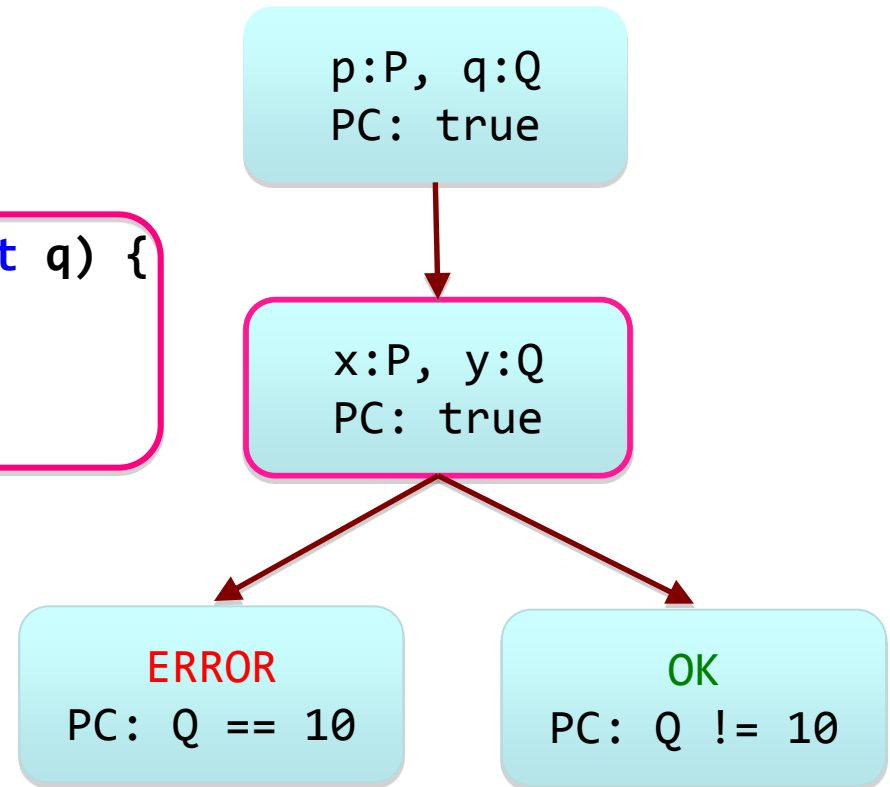 p:P, q:Q
PC: true
t q) {
x:P, y:Q
PC: true
ERROR
PC: Q == 10
OK
PC: Q != 10